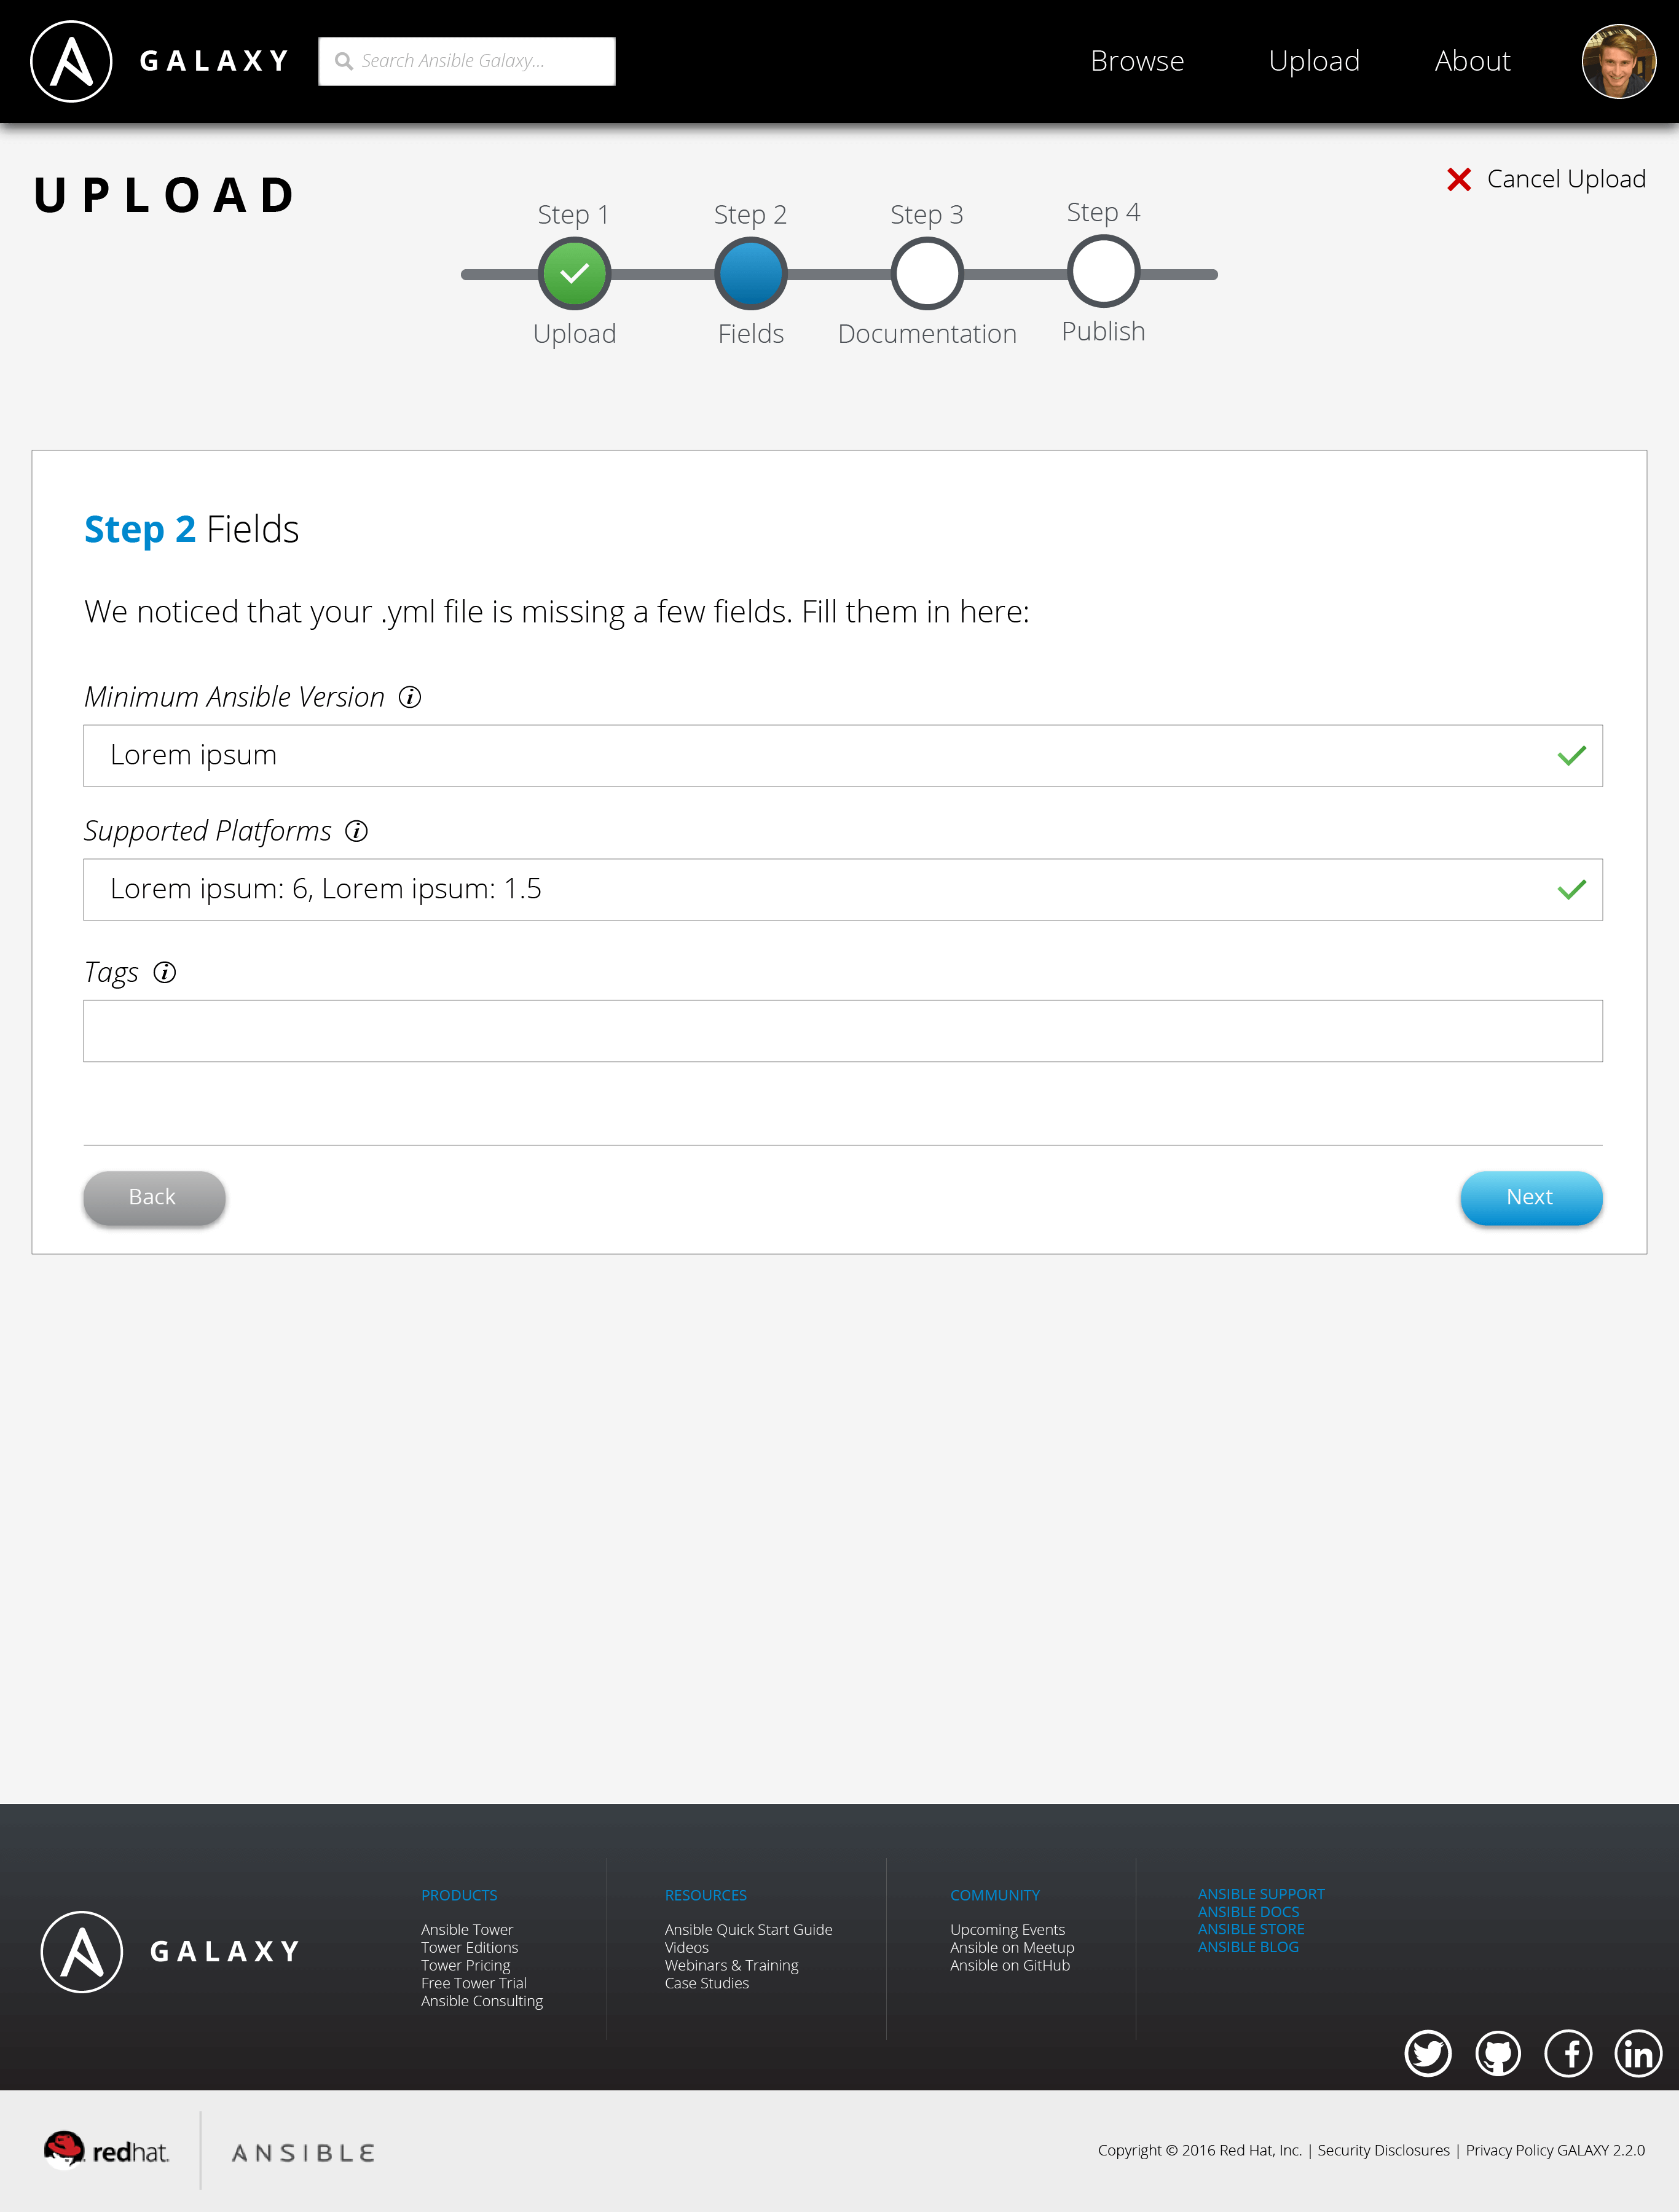 GALAXY
Search Ansible Galaxy...
Browse
Upload
About
UPLOAD
Cancel Upload
Step 1
Step 2
Step 3
Step 4
Upload
Fields
Documentation
Publish
Step 2 Fields
We noticed that your .yml file is missing a few fields. Fill them in here:
Minimum Ansible Version
Lorem ipsum
Supported Platforms
Lorem ipsum: 6, Lorem ipsum: 1.5
Tags
Back
Next
GALAXY
PRODUCTS
Ansible Tower
Tower Editions
Tower Pricing
Free Tower Trial
Ansible Consulting
RESOURCES
Ansible Quick Start Guide
Videos
Webinars & Training
Case Studies
COMMUNITY
Upcoming Events
Ansible on Meetup
Ansible on GitHub
ANSIBLE SUPPORT
ANSIBLE DOCS
ANSIBLE STORE
ANSIBLE BLOG
redhat.
ANSIBLE
Copyright © 2016 Red Hat, Inc. | Security Disclosures | Privacy Policy GALAXY 2.2.0